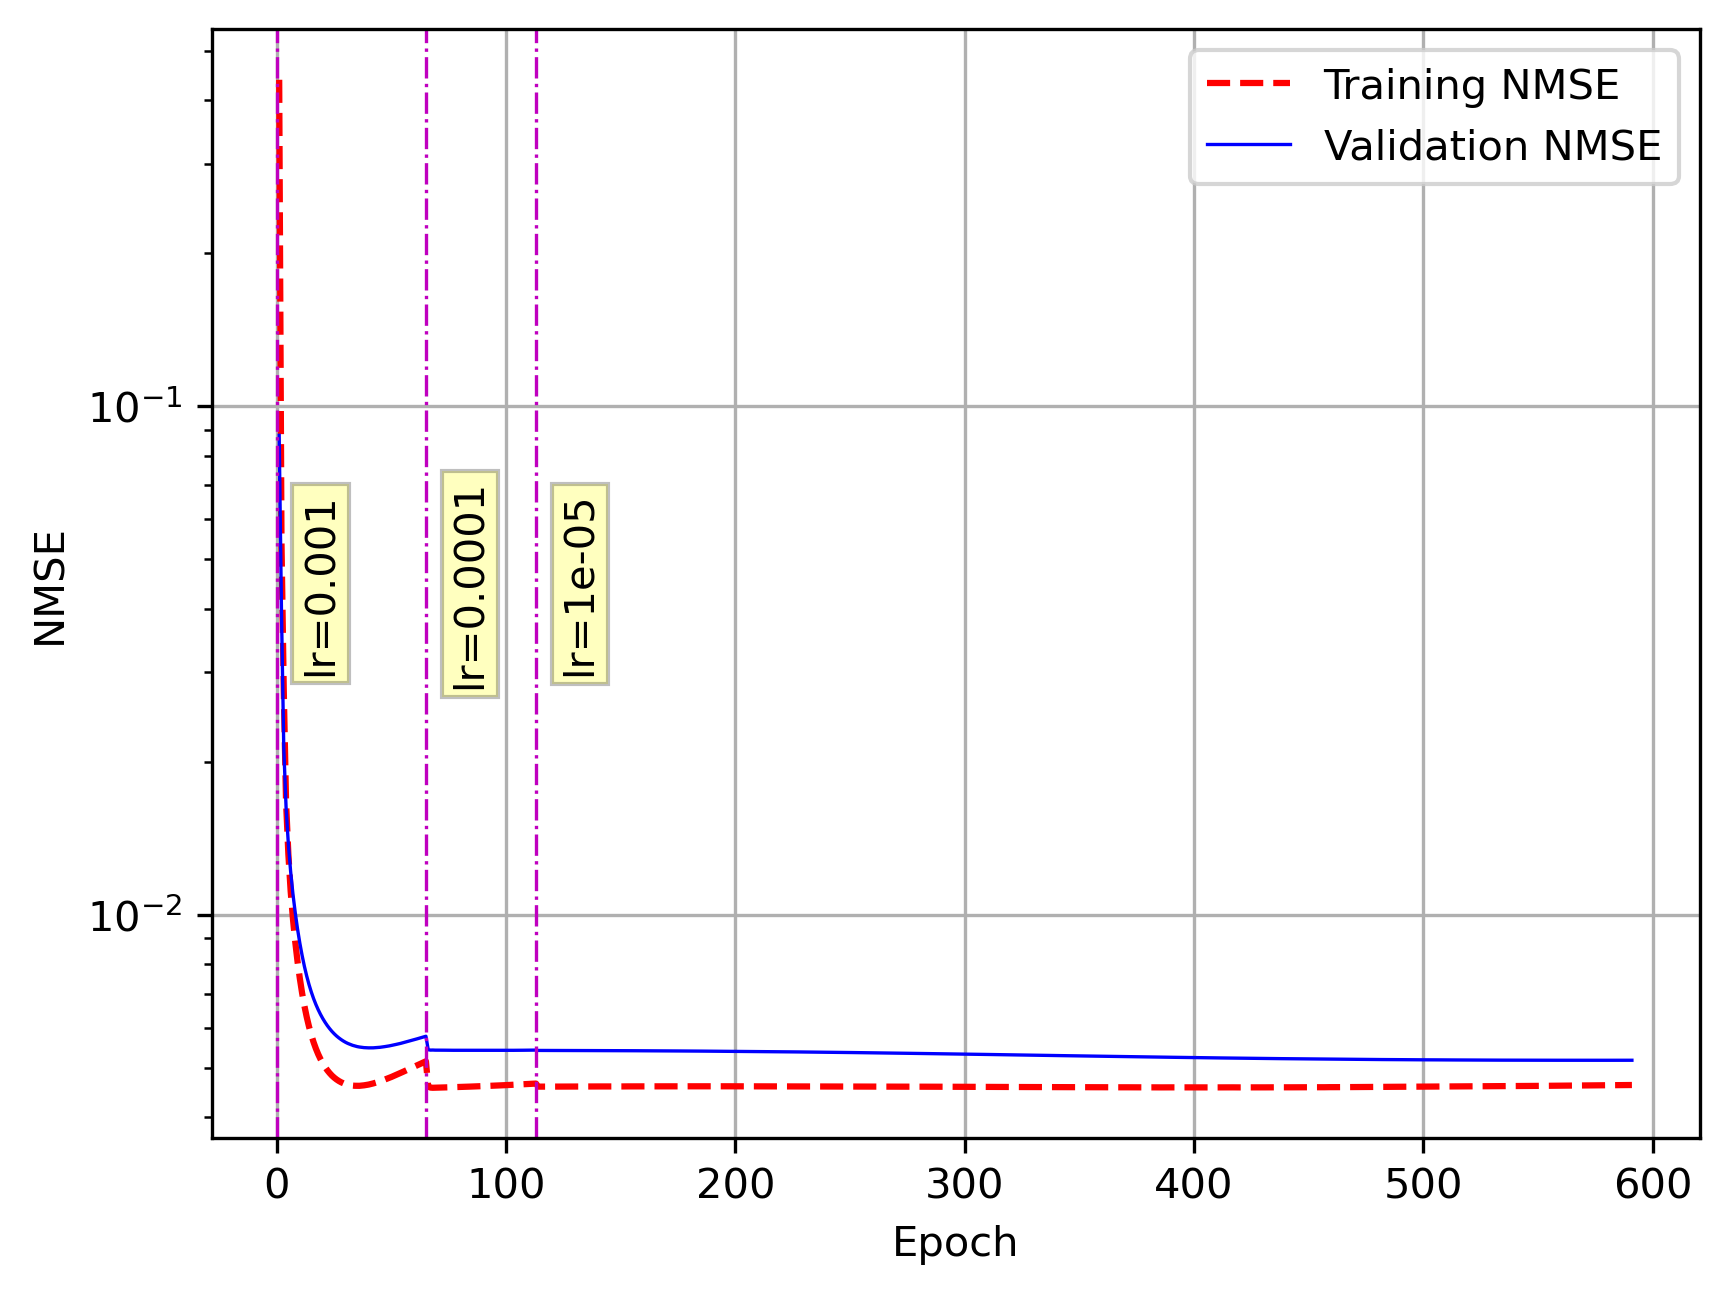 Training NMSE
Validation NMSE
10⁻¹
10⁻²
NMSE
lr=0.001
lr=0.0001
lr=1e-05
0 100 200 300 400 500 600
Epoch